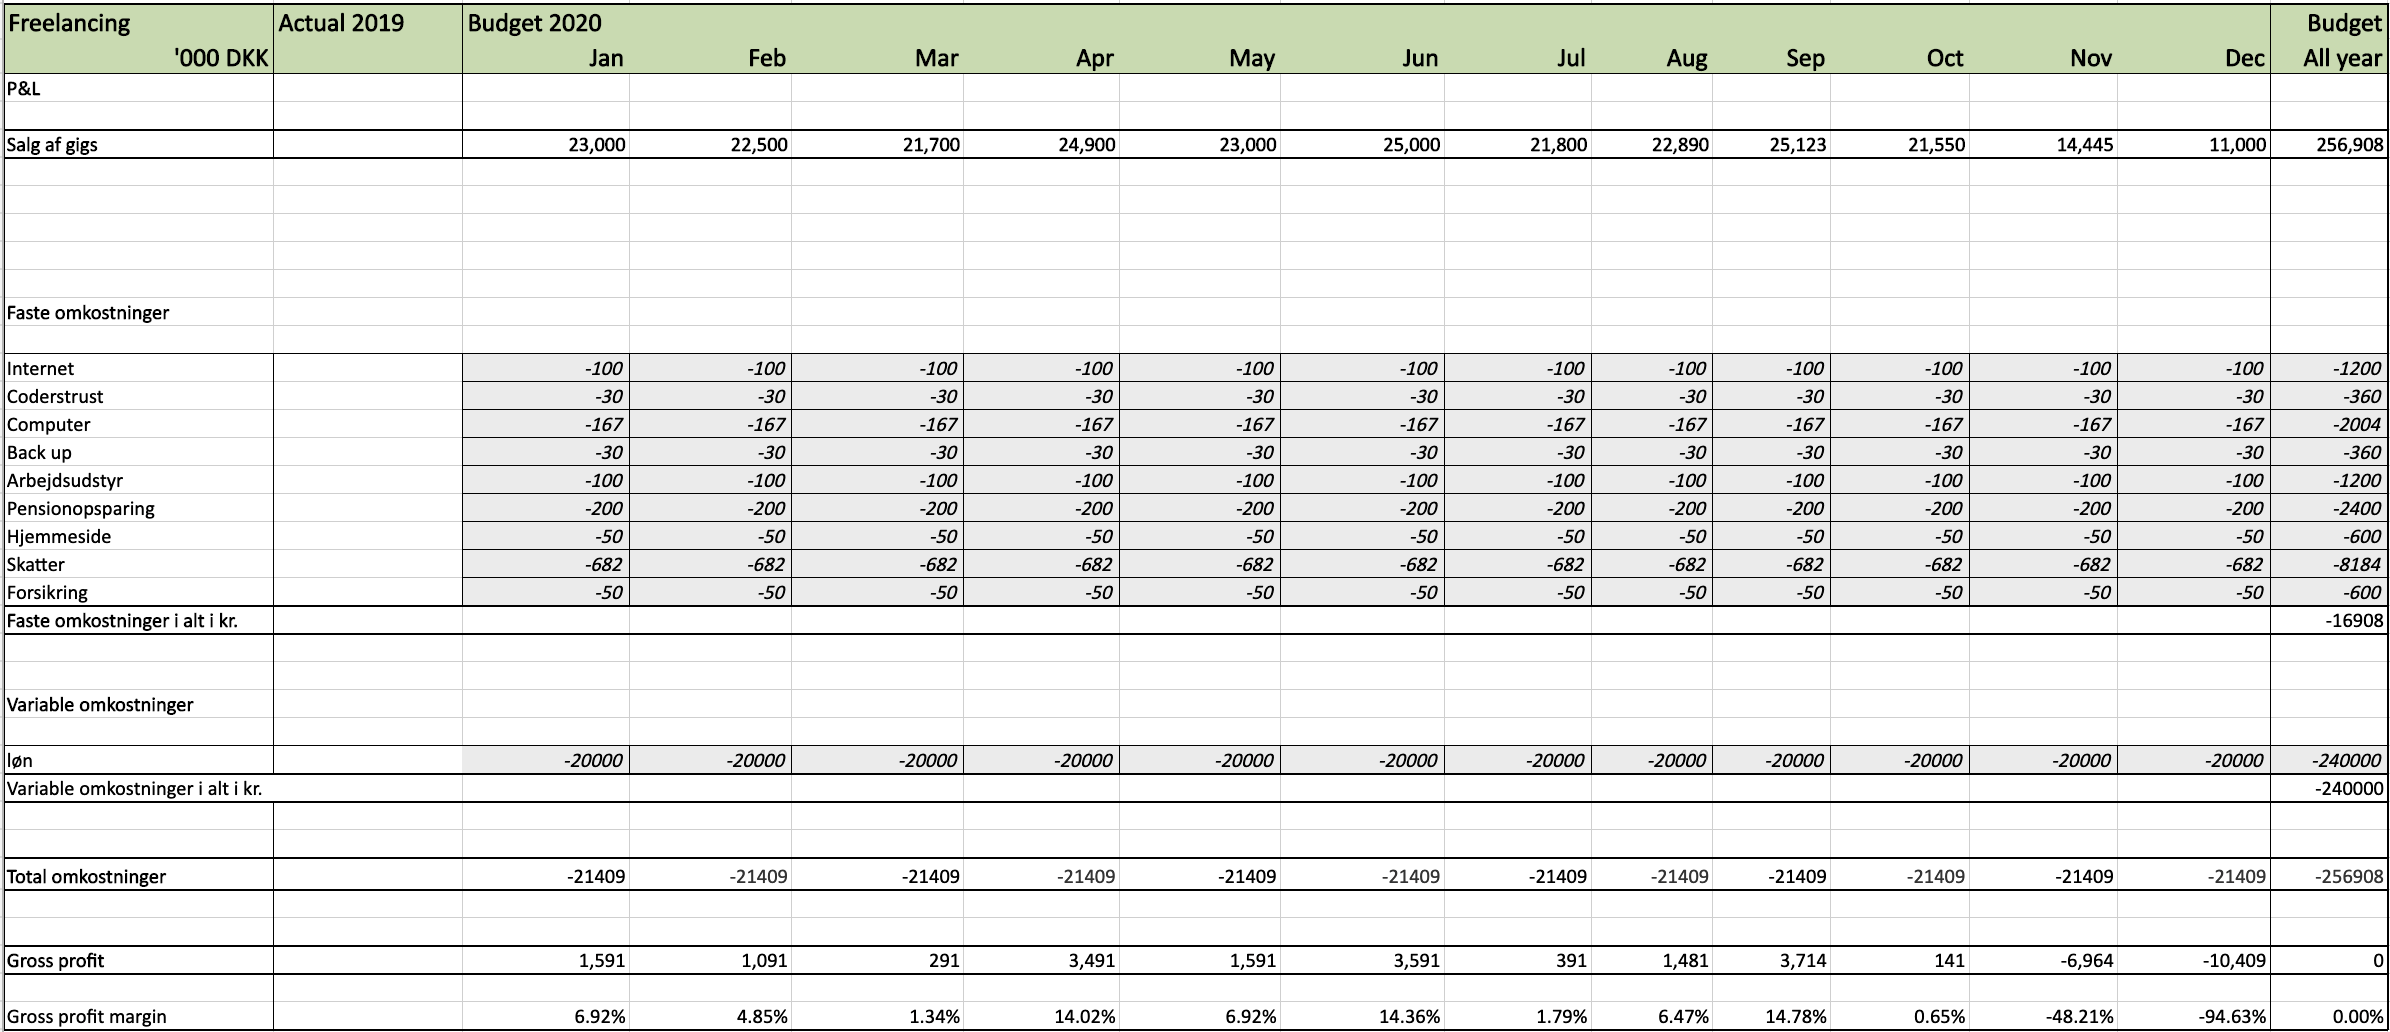 Freelancing Actual 2019 Budget 2020 Budget
'000 DKK Jan Feb Mar Apr May Jun Jul Aug Sep Oct Nov Dec All year
P&L
Salg af gigs 23,000 22,500 21,700 24,900 23,000 25,000 21,800 22,890 25,123 21,550 14,445 11,000 256,908
Faste omkostninger
Internet -100 -100 -100 -100 -100 -100 -100 -100 -100 -100 -100 -100 -1200
Coderstrust -30 -30 -30 -30 -30 -30 -30 -30 -30 -30 -30 -30 -360
Computer -167 -167 -167 -167 -167 -167 -167 -167 -167 -167 -167 -167 -2004
Back up -30 -30 -30 -30 -30 -30 -30 -30 -30 -30 -30 -30 -360
Arbejdsudstyr -100 -100 -100 -100 -100 -100 -100 -100 -100 -100 -100 -100 -1200
Pensionopsparing -200 -200 -200 -200 -200 -200 -200 -200 -200 -200 -200 -200 -2400
Hjemmeside -50 -50 -50 -50 -50 -50 -50 -50 -50 -50 -50 -50 -600
Skatter -682 -682 -682 -682 -682 -682 -682 -682 -682 -682 -682 -682 -8184
Forsikring -50 -50 -50 -50 -50 -50 -50 -50 -50 -50 -50 -50 -600
Faste omkostninger i alt i kr. -16908
Variable omkostninger
løn -20000 -20000 -20000 -20000 -20000 -20000 -20000 -20000 -20000 -20000 -20000 -20000 -240000
Variable omkostninger i alt i kr. -240000
Total omkostninger -21409 -21409 -21409 -21409 -21409 -21409 -21409 -21409 -21409 -21409 -21409 -21409 -256908
Gross profit 1,591 1,091 291 3,491 1,591 3,591 391 1,481 3,714 141 -6,964 -10,409 0
Gross profit margin 6.92% 4.85% 1.34% 14.02% 6.92% 14.36% 1.79% 6.47% 14.78% 0.65% -48.21% -94.63% 0.00%